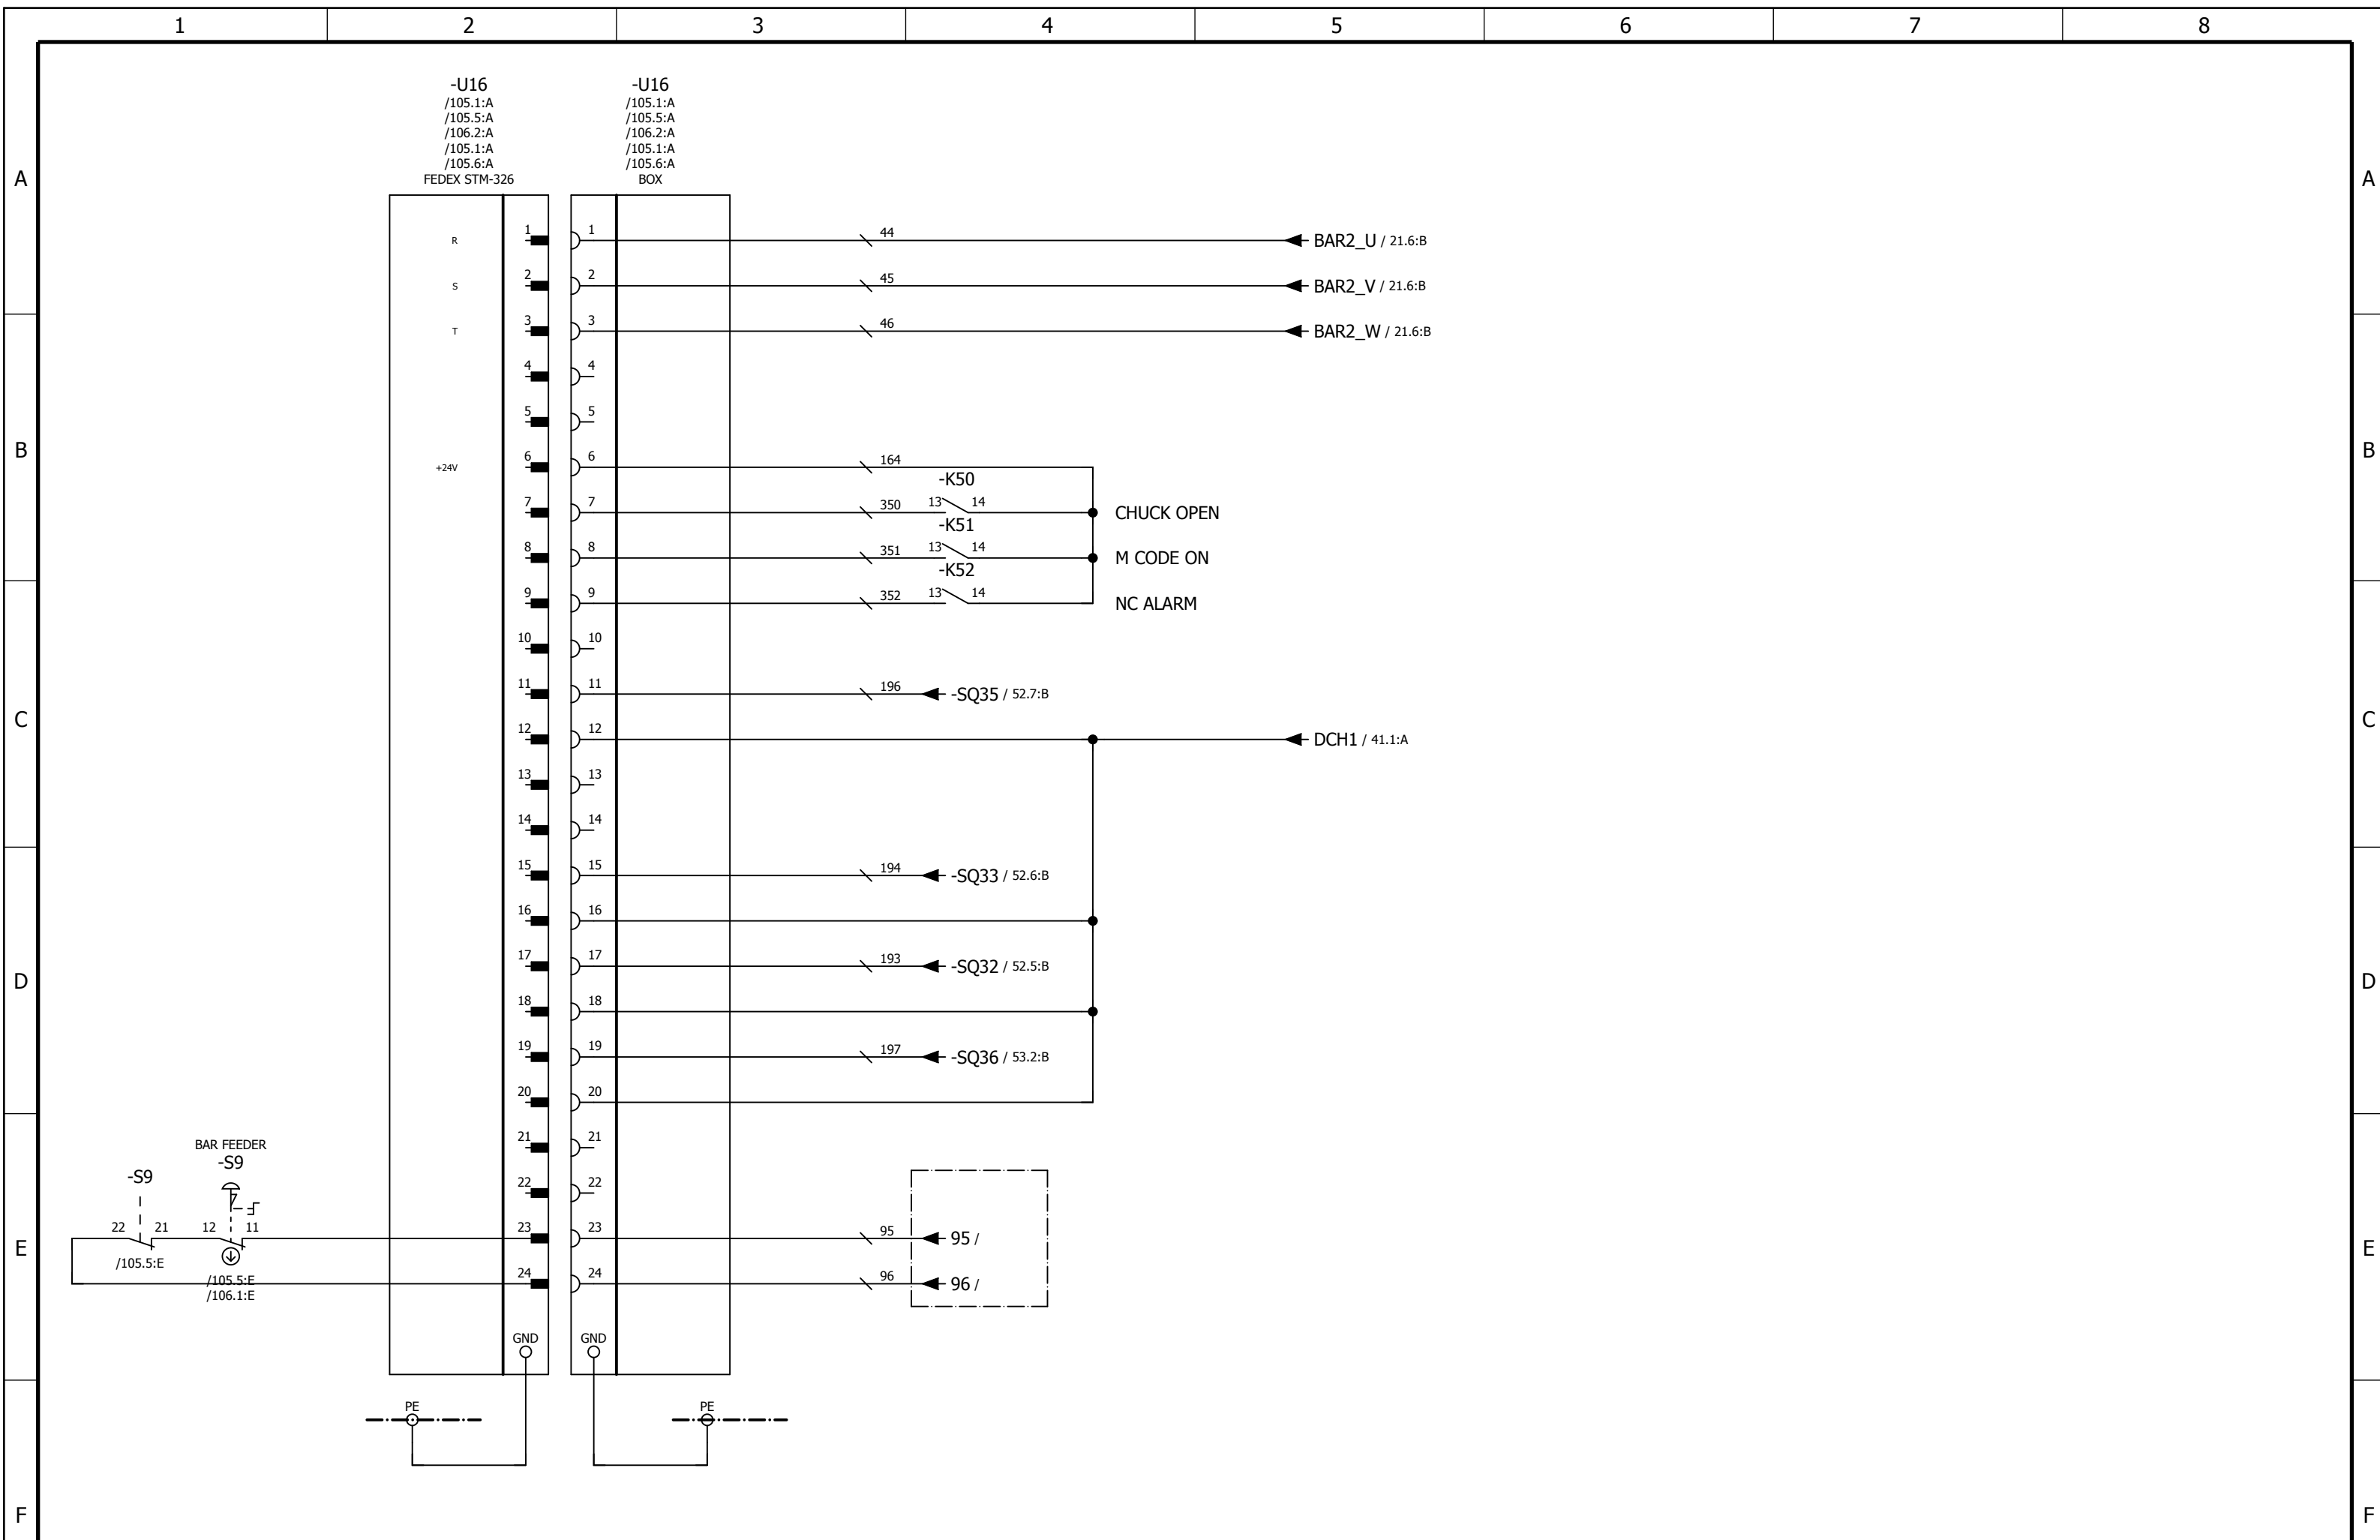 1 2 3 4 5 6 7 8
-U16 -U16
/105.1:A /105.1:A
/105.5:A /105.5:A
/106.2:A /106.2:A
/105.1:A /105.1:A
/105.6:A /105.6:A
A FEDEX STM-326 BOX A
R 1 1 44 BAR2_U / 21.6:B
S 2 2 45 BAR2_V / 21.6:B
T 3 3 46 BAR2_W / 21.6:B
4 4
5 5
B B
+24V 6 6 164
-K50
7 7 350 13 14 CHUCK OPEN
-K51
8 8 351 13 14 M CODE ON
-K52
9 9 352 13 14 NC ALARM
10 10
11 11 196 -SQ35 / 52.7:B
C C
12 12 DCH1 / 41.1:A
13 13
14 14
15 15 194 -SQ33 / 52.6:B
16 16
17 17 193 -SQ32 / 52.5:B
D D
18 18
19 19 197 -SQ36 / 53.2:B
20 20
21 21
BAR FEEDER
-S9 -S9
22 22
22 21 12 11 23 23 95 95 /
E E
/105.5:E
24 24 96 96 /
/105.5:E
/106.1:E
GND GND
PE PE
F F